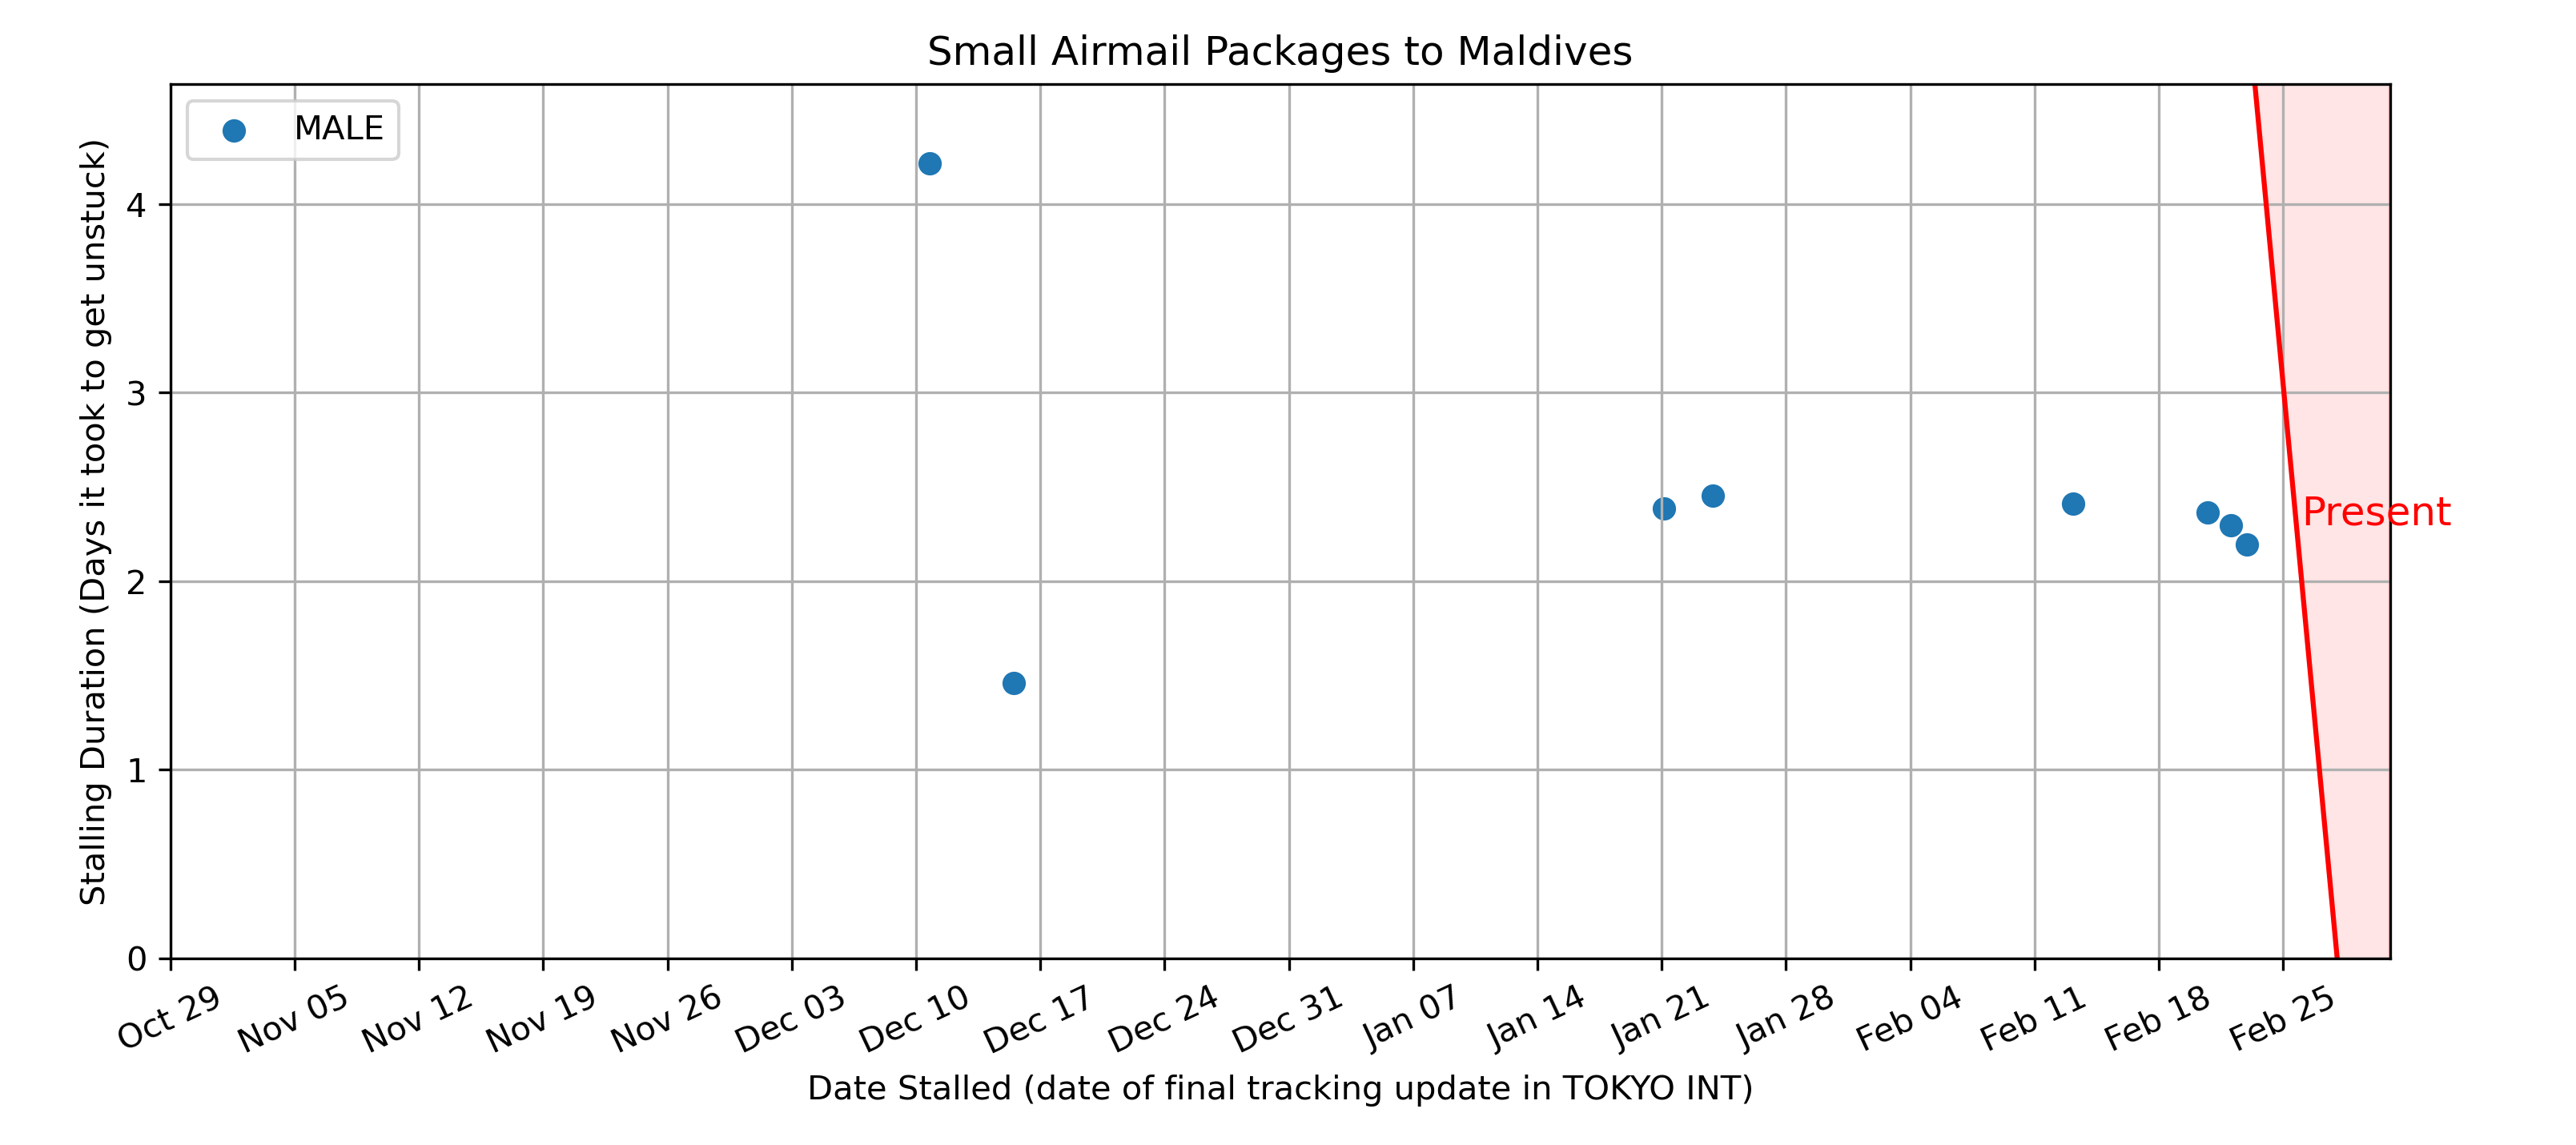 Small Airmail Packages to Maldives
MALE
Stalling Duration (Days it took to get unstuck)
4
3
2
1
0
Present
Oct 29
Nov 05
Nov 12
Nov 19
Nov 26
Dec 03
Dec 10
Dec 17
Dec 24
Dec 31
Jan 07
Jan 14
Jan 21
Jan 28
Feb 04
Feb 11
Feb 18
Feb 25
Date Stalled (date of final tracking update in TOKYO INT)